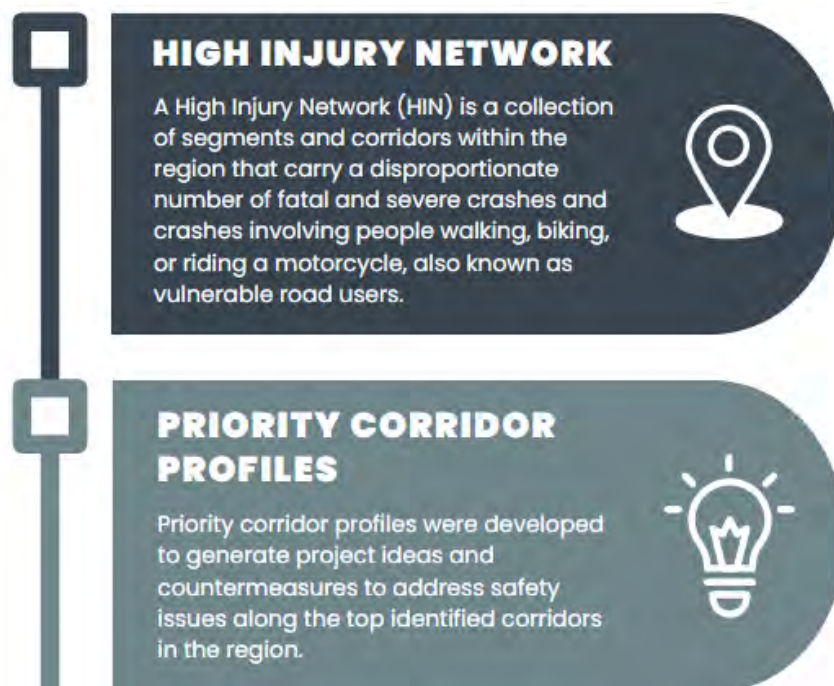 HIGH INJURY NETWORK
A High Injury Network (HIN) is a collection
of segments and corridors within the
region that carry a disproportionate
number of fatal and severe crashes and
crashes involving people walking, biking,
or riding a motorcycle, also known as
vulnerable road users.
PRIORITY CORRIDOR
PROFILES
Priority corridor profiles were developed
to generate project ideas and
countermeasures to address safety
issues along the top identified corridors
in the region.